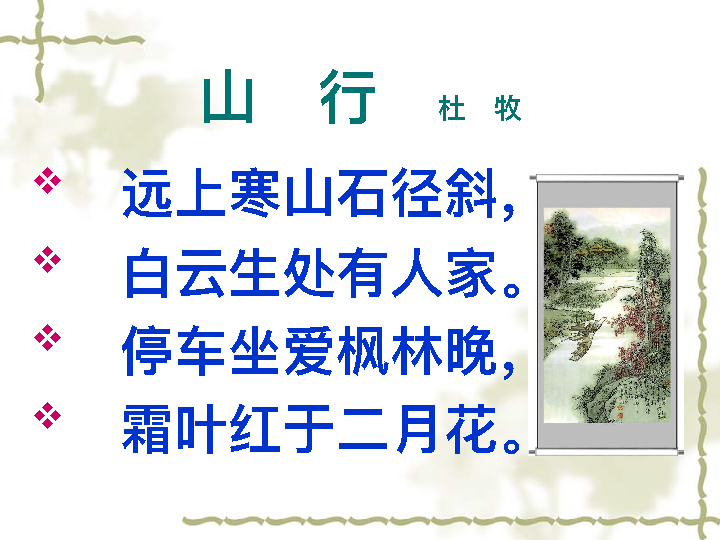 山 行 杜 牧
远上寒山石径斜，
白云生处有人家。
停车坐爱枫林晚，
霜叶红于二月花。